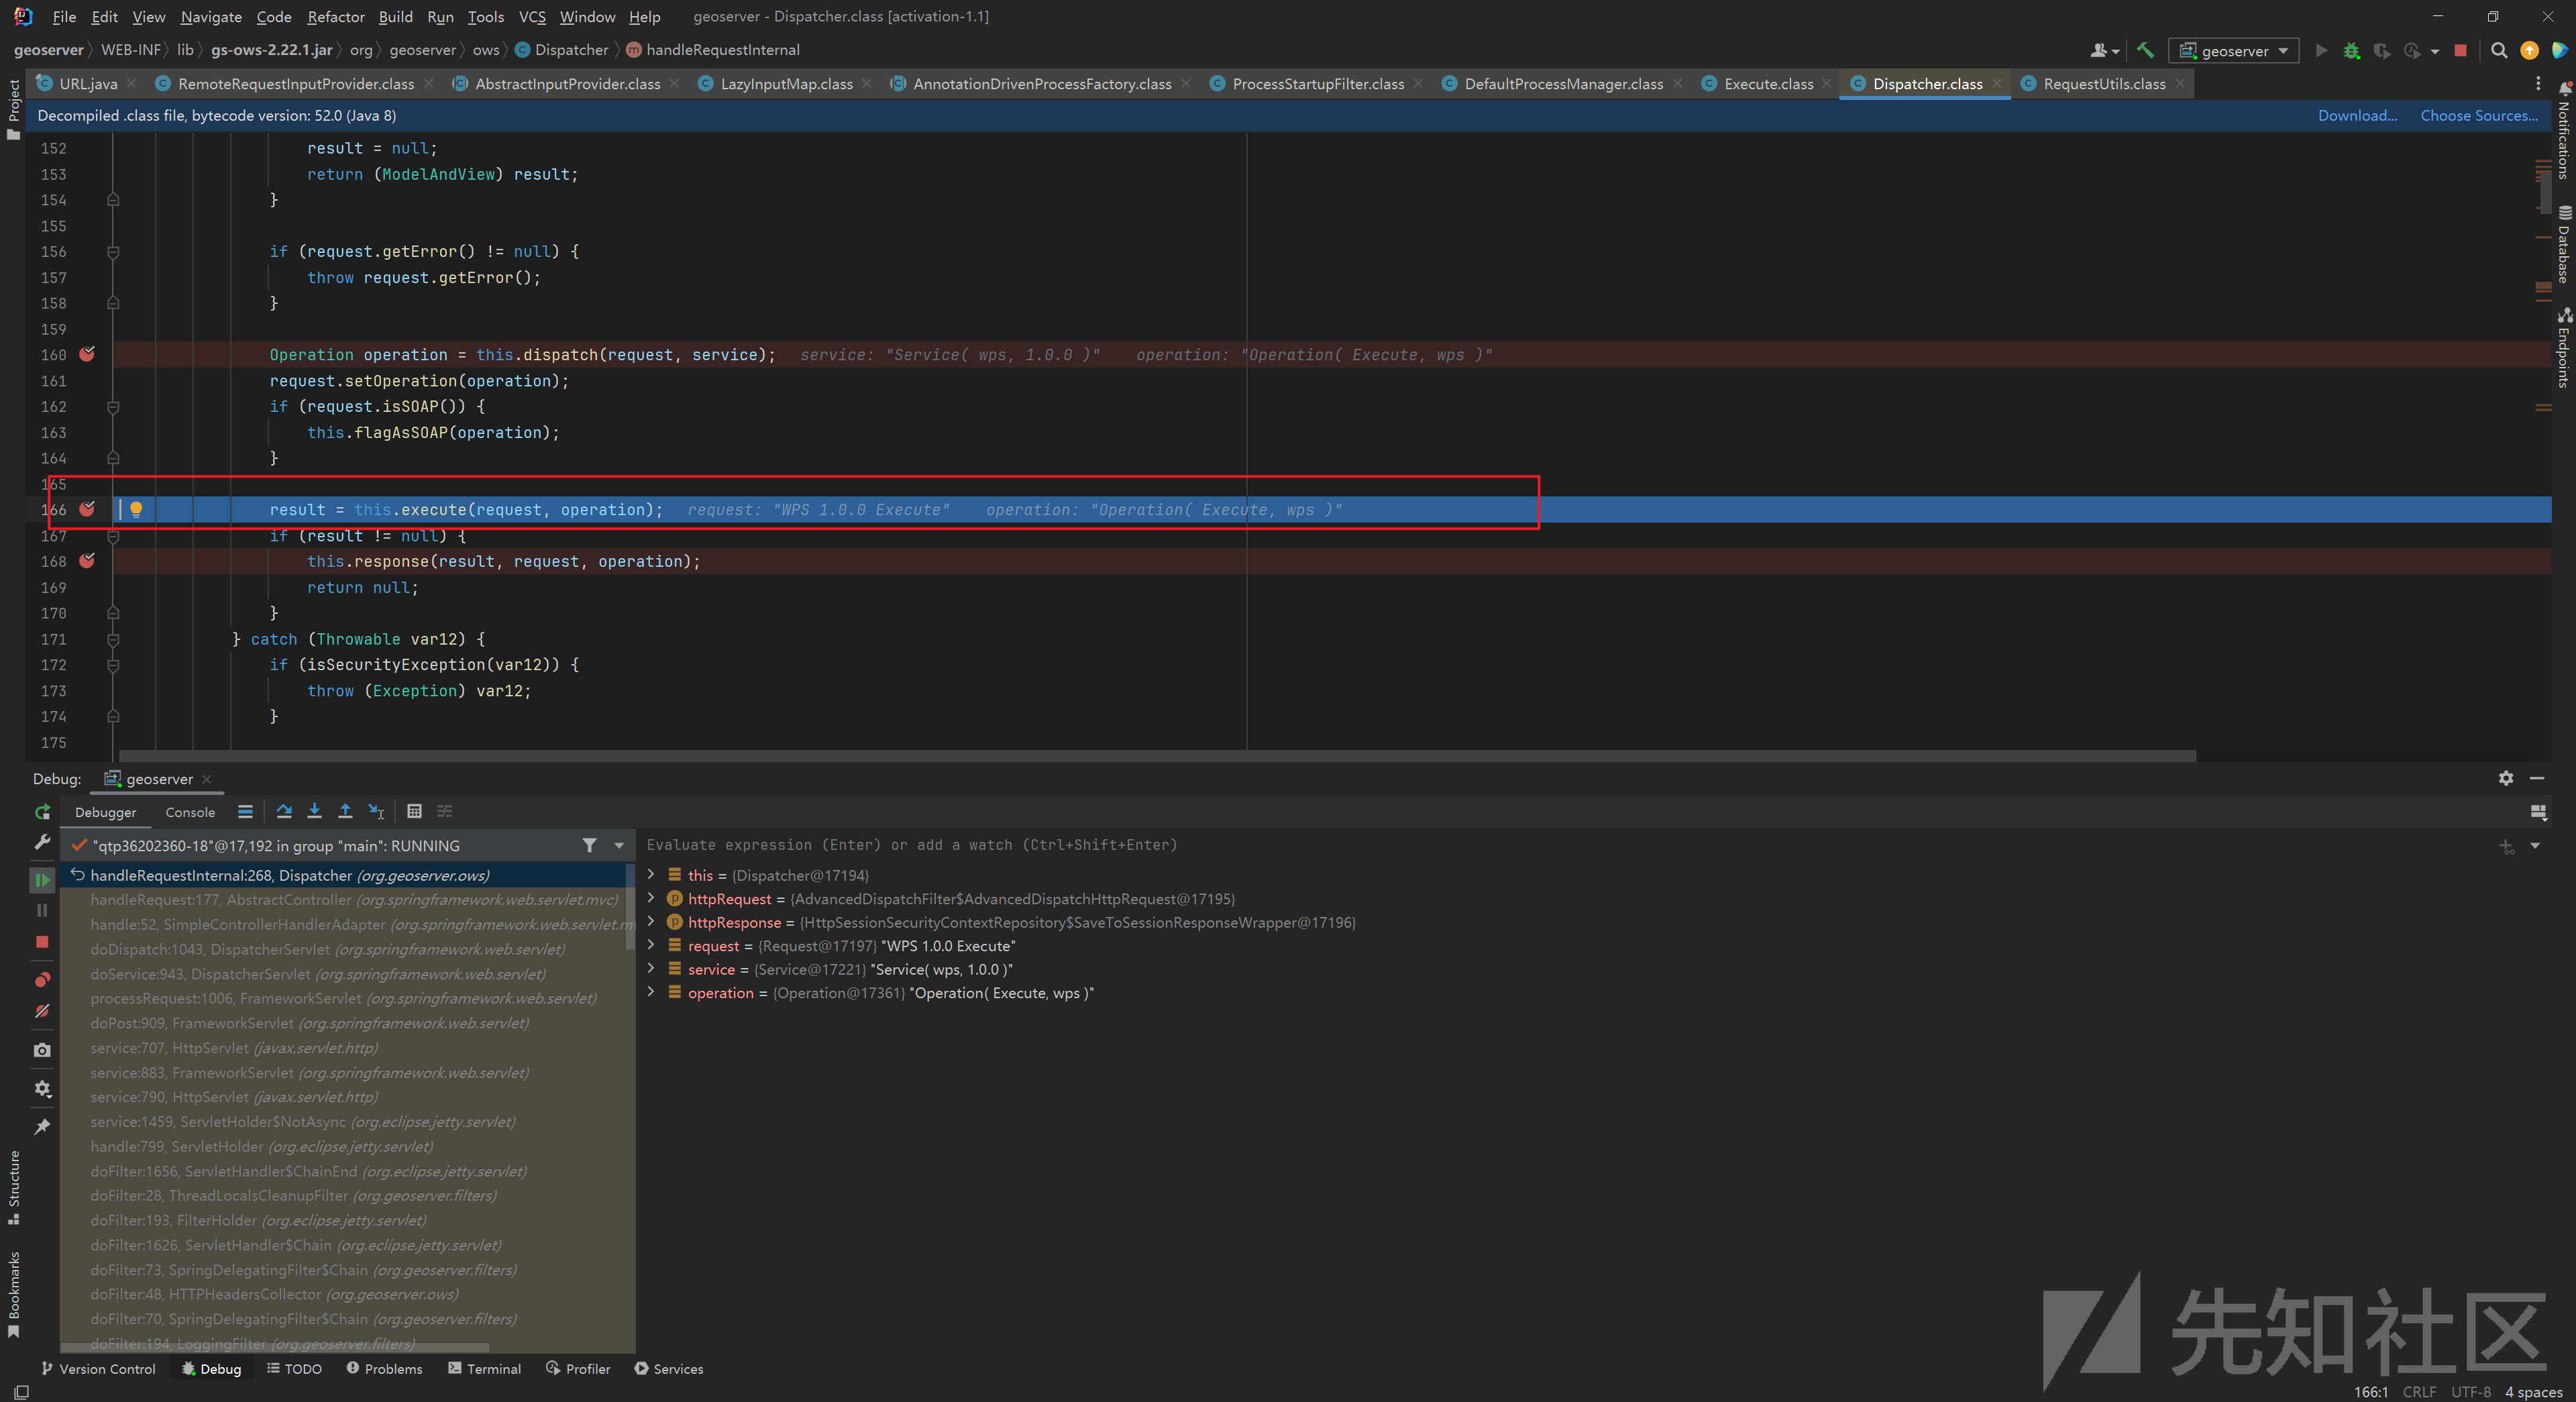 File Edit View Navigate Code Refactor Build Run Tools VCS Window Help geoserver - Dispatcher.class [activation-1.1]
geoserver WEB-INF lib gs-ows-2.22.1.jar org geoserver ows Dispatcher handleRequestInternal geoserver
URL.java RemoteRequestInputProvider.class AbstractInputProvider.class LazyInputMap.class AnnotationDrivenProcessFactory.class ProcessStartupFilter.class DefaultProcessManager.class Execute.class Dispatcher.class RequestUtils.class
Decompiled .class file, bytecode version: 52.0 (Java 8) Download... Choose Sources...
Project
Notifications
Database
Endpoints
152 result = null;
153 return (ModelAndView) result;
154 }
155
156 if (request.getError() != null) {
157 throw request.getError();
158 }
159
160 Operation operation = this.dispatch(request, service); service: "Service( wps, 1.0.0 )" operation: "Operation( Execute, wps )"
161 request.setOperation(operation);
162 if (request.isSOAP()) {
163 this.flagAsSOAP(operation);
164 }
165
166 result = this.execute(request, operation); request: "WPS 1.0.0 Execute" operation: "Operation( Execute, wps )"
167 if (result != null) {
168 this.response(result, request, operation);
169 return null;
170 }
171 } catch (Throwable var12) {
172 if (isSecurityException(var12)) {
173 throw (Exception) var12;
174 }
175
Debug: geoserver
Debugger Console
"qtp36202360-18"@17,192 in group "main": RUNNING
Evaluate expression (Enter) or add a watch (Ctrl+Shift+Enter)
handleRequestInternal:268, Dispatcher (org.geoserver.ows)
handleRequest:177, AbstractController (org.springframework.web.servlet.mvc)
handle:52, SimpleControllerHandlerAdapter (org.springframework.web.servlet.m
doDispatch:1043, DispatcherServlet (org.springframework.web.servlet)
doService:943, DispatcherServlet (org.springframework.web.servlet)
processRequest:1006, FrameworkServlet (org.springframework.web.servlet)
doPost:909, FrameworkServlet (org.springframework.web.servlet)
service:707, HttpServlet (javax.servlet.http)
service:883, FrameworkServlet (org.springframework.web.servlet)
service:790, HttpServlet (javax.servlet.http)
service:1459, ServletHolder$NotAsync (org.eclipse.jetty.servlet)
handle:799, ServletHolder (org.eclipse.jetty.servlet)
doFilter:1656, ServletHandler$ChainEnd (org.eclipse.jetty.servlet)
doFilter:28, ThreadLocalsCleanupFilter (org.geoserver.filters)
doFilter:193, FilterHolder (org.eclipse.jetty.servlet)
doFilter:1626, ServletHandler$Chain (org.eclipse.jetty.servlet)
doFilter:73, SpringDelegatingFilter$Chain (org.geoserver.filters)
doFilter:48, HTTPHeadersCollector (org.geoserver.ows)
doFilter:70, SpringDelegatingFilter$Chain (org.geoserver.filters)
doFilter:194, LoggingFilter (org.geoserver.filters)
this = {Dispatcher@17194}
httpRequest = {AdvancedDispatchFilter$AdvancedDispatchHttpRequest@17195}
httpResponse = {HttpSessionSecurityContextRepository$SaveToSessionResponseWrapper@17196}
request = {Request@17197} "WPS 1.0.0 Execute"
service = {Service@17221} "Service( wps, 1.0.0 )"
operation = {Operation@17361} "Operation( Execute, wps )"
Structure
Bookmarks
先知社区
Version Control Debug TODO Problems Terminal Profiler Services
166:1 CRLF UTF-8 4 spaces